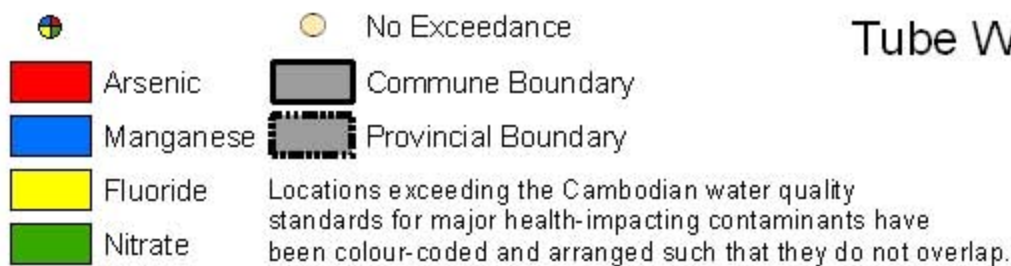 No Exceedance
Tube W
Arsenic
Commune Boundary
Manganese
Provincial Boundary
Fluoride
Nitrate
Locations exceeding the Cambodian water quality
standards for major health-impacting contaminants have
been colour-coded and arranged such that they do not overlap.